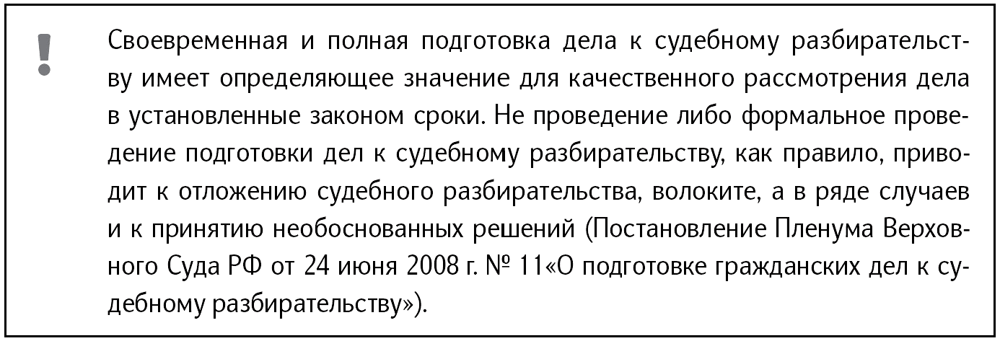 ! Своевременная и полная подготовка дела к судебному разбирательст-
ву имеет определяющее значение для качественного рассмотрения дела
в установленные законом сроки. Не проведение либо формальное прове-
дение подготовки дел к судебному разбирательству, как правило, приво-
дит к отложению судебного разбирательства, волоките, а в ряде случаев
и к принятию необоснованных решений (Постановление Пленума Верхов-
ного Суда РФ от 24 июня 2008 г. № 11«О подготовке гражданских дел к су-
дебному разбирательству»).